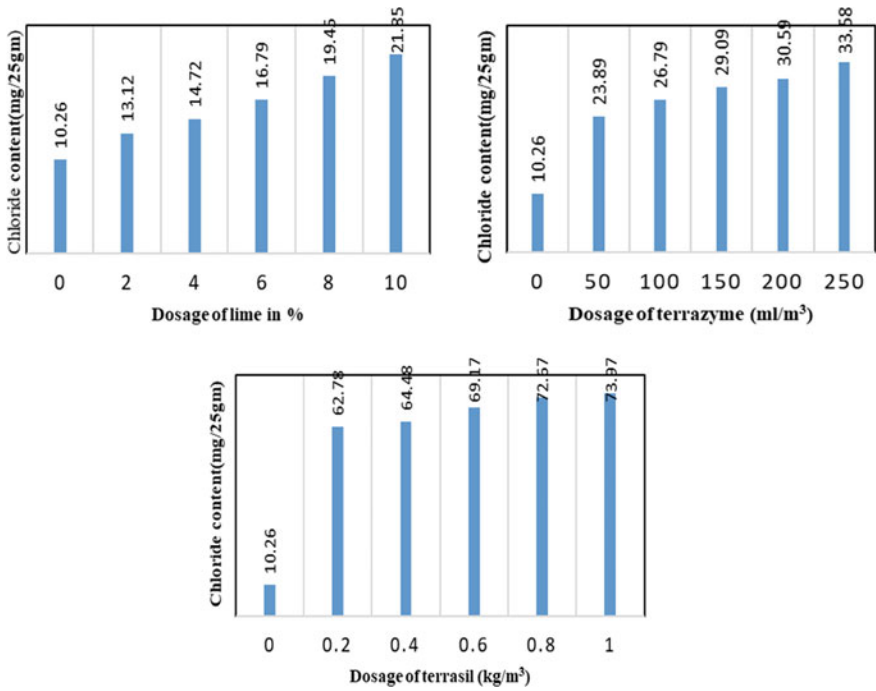 Chloride content(mg/25gm)
10.26
13.12
14.72
16.79
19.45
21.35
0 2 4 6 8 10
Dosage of lime in %
Chloride content(mg/25gm)
10.26
23.89
26.79
29.09
30.59
33.58
0 50 100 150 200 250
Dosage of terrazyme (ml/m³)
Chloride content(mg/25gm)
10.26
62.78
64.48
69.17
73.97
0 0.2 0.4 0.6 0.8 1
Dosage of terrasil (kg/m³)